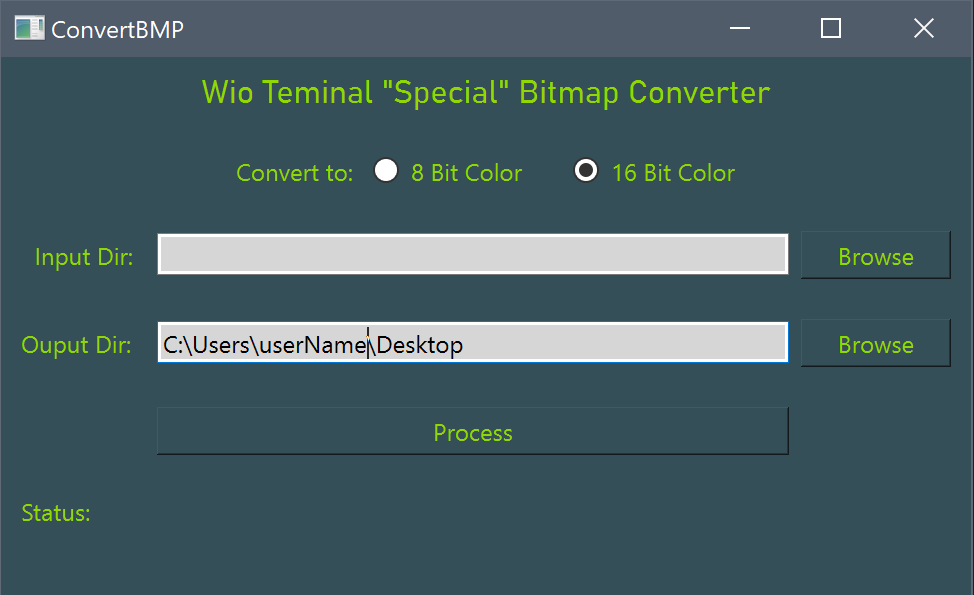 ConvertBMP
Wio Teminal "Special" Bitmap Converter
Convert to: 8 Bit Color 16 Bit Color
Input Dir: Browse
Ouput Dir: C:\Users\userName\Desktop Browse
Process
Status: